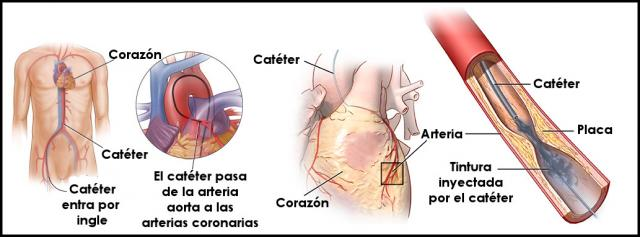 Corazón
Catéter
Catéter
entra por
ingle
El catéter pasa
de la arteria
aorta a las
arterias coronarias
Catéter
Arteria
Corazón
Catéter
Placa
Tintura
inyectada
por el catéter